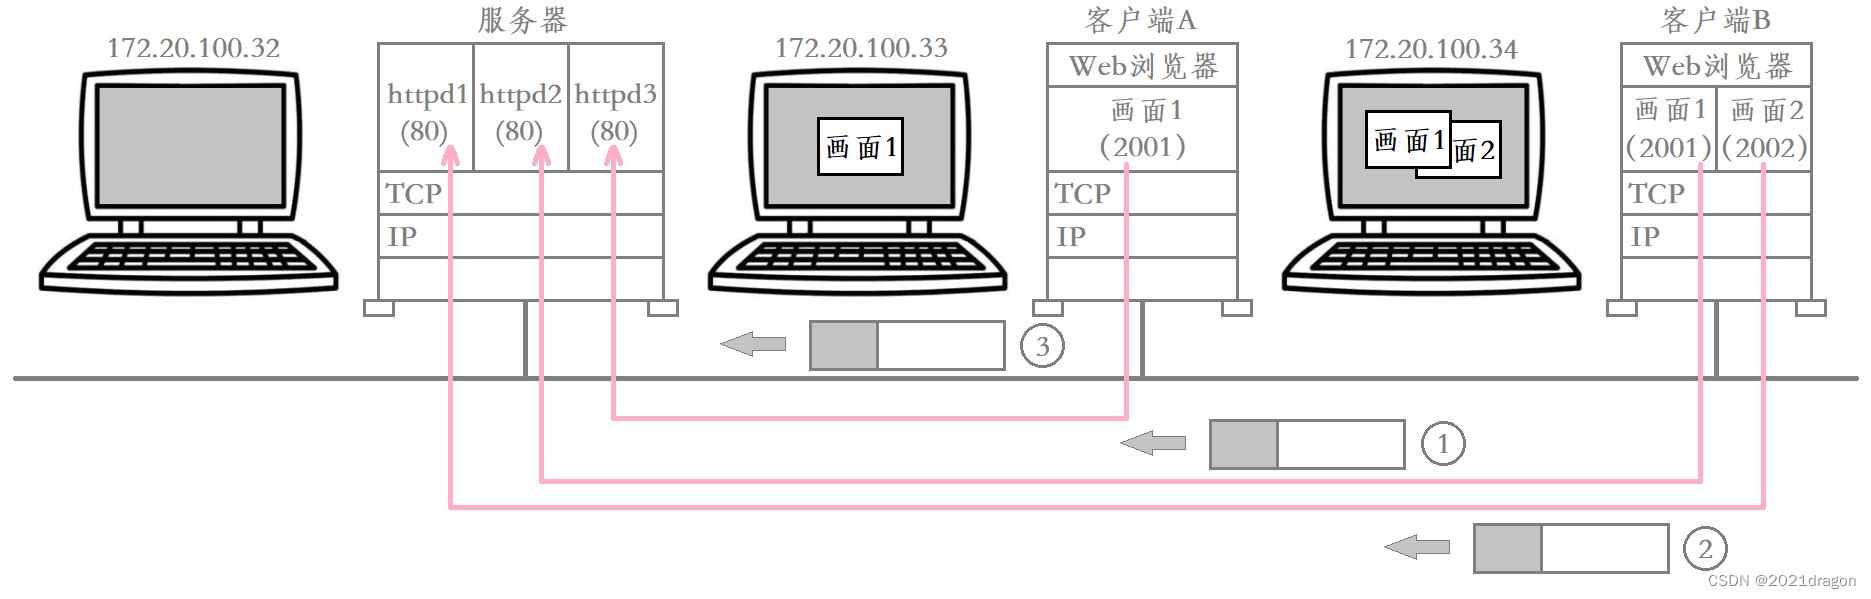 服务器
客户端A
客户端B
172.20.100.32
172.20.100.33
172.20.100.34
httpd1
(80)
httpd2
(80)
httpd3
(80)
TCP
IP
画面1
Web浏览器
画面1
(2001)
TCP
IP
画面1
面2
Web浏览器
画面1
(2001)
画面2
(2002)
TCP
IP
③
①
②
CSDN @2021dragon